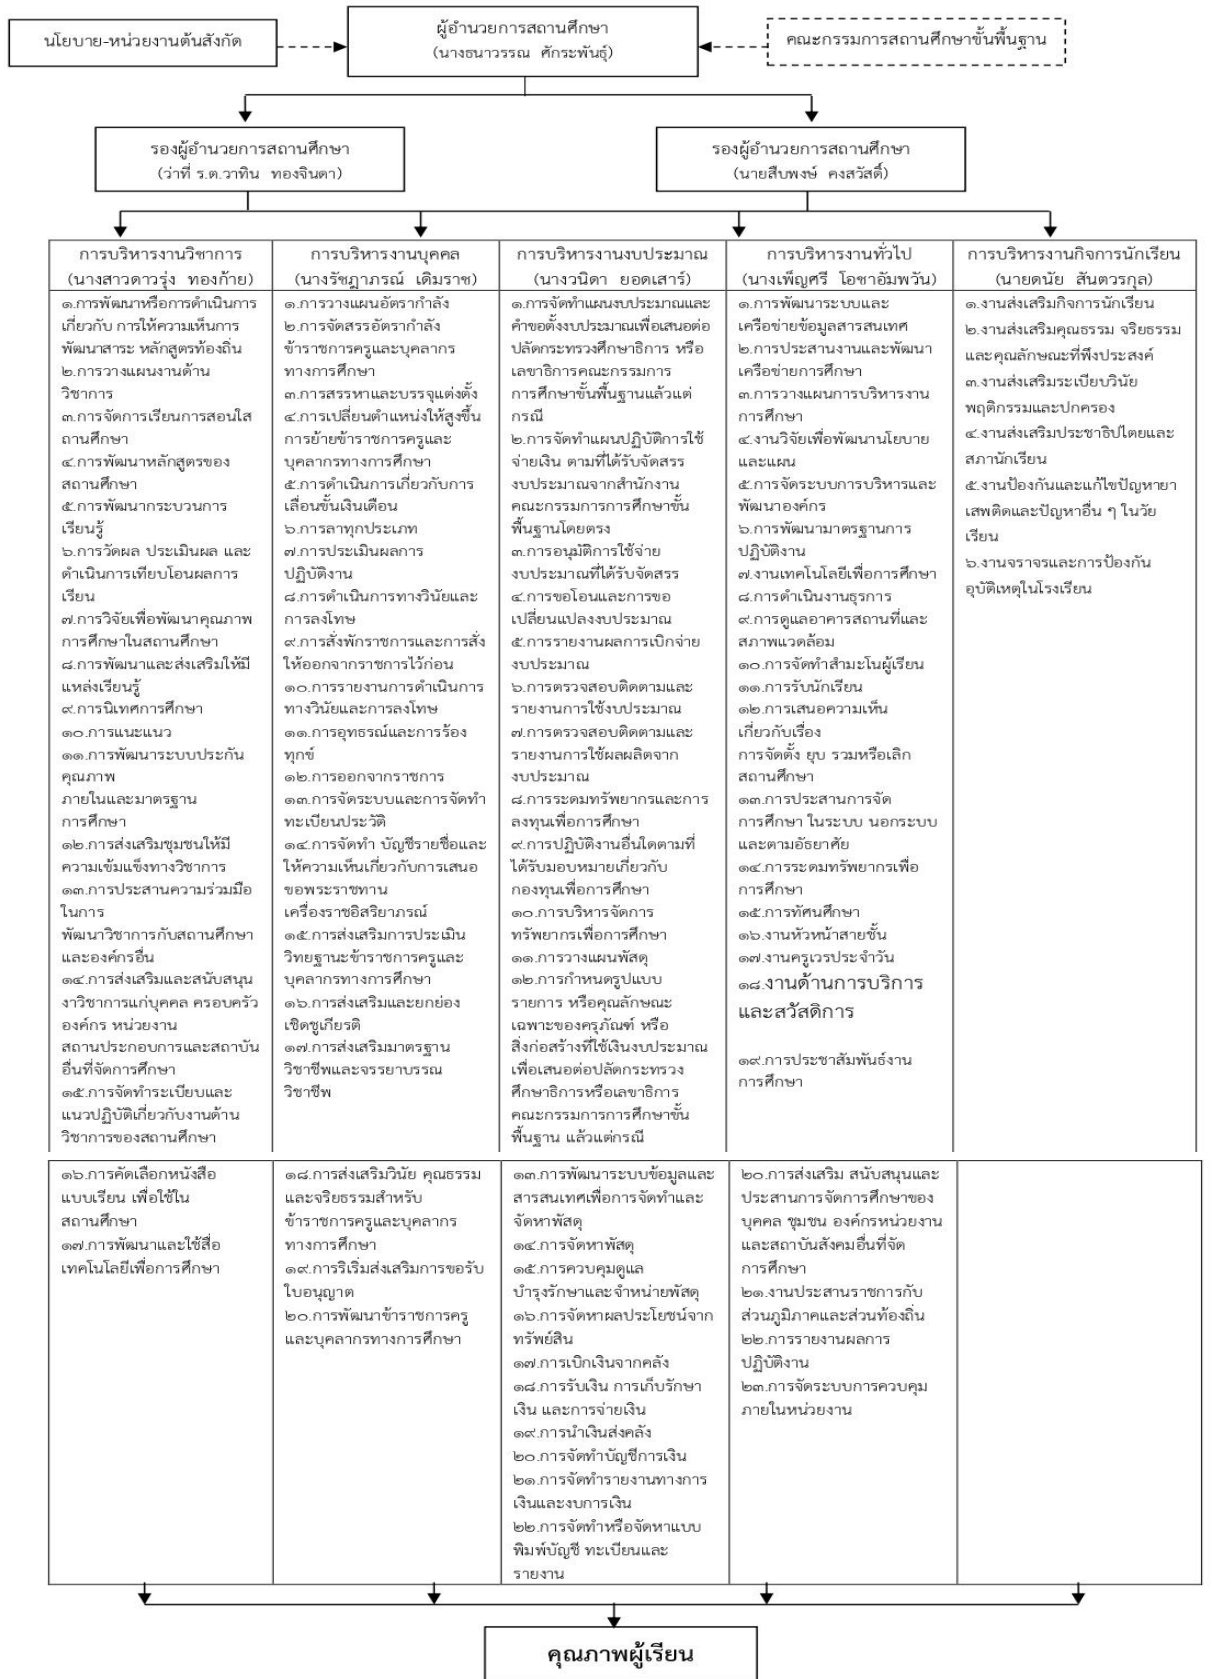 นโยบาย-หน่วยงานต้นสังกัด
ผู้อำนวยการสถานศึกษา
(นางธนาวรรณ ศักระพันธุ์)
คณะกรรมการสถานศึกษาขั้นพื้นฐาน
รองผู้อำนวยการสถานศึกษา
(ว่าที่ ร.ต.วาทิน ทองจินดา)
รองผู้อำนวยการสถานศึกษา
(นายสืบพงษ์ คงสวัสดิ์)
การบริหารงานวิชาการ
(นางสาวดาวรุ่ง ทองก้าย)
๑.การพัฒนาหรือการดำเนินการ
เกี่ยวกับ การให้ความเห็นการ
พัฒนาสาระ หลักสูตรท้องถิ่น
๒.การวางแผนงานด้าน
วิชาการ
๓.การจัดการเรียนการสอนใส
ถานศึกษา
๔.การพัฒนาหลักสูตรของ
สถานศึกษา
๕.การพัฒนากระบวนการ
เรียนรู้
๖.การวัดผล ประเมินผล และ
ดำเนินการเทียบโอนผลการ
เรียน
๗.การวิจัยเพื่อพัฒนาคุณภาพ
การศึกษาในสถานศึกษา
๘.การพัฒนาและส่งเสริมให้มี
แหล่งเรียนรู้
๙.การนิเทศการศึกษา
๑๐.การแนะแนว
๑๑.การพัฒนาระบบประกัน
คุณภาพ
ภายในและมาตรฐาน
การศึกษา
๑๒.การส่งเสริมชุมชนให้มี
ความเข้มแข็งทางวิชาการ
๑๓.การประสานความร่วมมือ
ในการ
พัฒนาวิชาการกับสถานศึกษา
และองค์กรอื่น
๑๔.การส่งเสริมและสนับสนุน
งาวิชาการแก่บุคคล ครอบครัว
องค์กร หน่วยงาน
สถานประกอบการและสถาบัน
อื่นที่จัดการศึกษา
๑๕.การจัดทำระเบียบและ
แนวปฏิบัติเกี่ยวกับงานด้าน
วิชาการของสถานศึกษา
การบริหารงานบุคคล
(นางรัชฎาภรณ์ เดิมราช)
๑.การวางแผนอัตรากำลัง
๒.การจัดสรรอัตรากำลัง
ข้าราชการครูและบุคลากร
ทางการศึกษา
๓.การสรรหาและบรรจุแต่งตั้ง
๔.การเปลี่ยนตำแหน่งให้สูงขึ้น
การย้ายข้าราชการครูและ
บุคลากรทางการศึกษา
๕.การดำเนินการเกี่ยวกับการ
เลื่อนขั้นเงินเดือน
๖.การลาทุกประเภท
๗.การประเมินผลการ
ปฏิบัติงาน
๘.การดำเนินการทางวินัยและ
การลงโทษ
๙.การสั่งพักราชการและการสั่ง
ให้ออกจากราชการไว้ก่อน
๑๐.การรายงานการดำเนินการ
ทางวินัยและการลงโทษ
๑๑.การอุทธรณ์และการร้อง
ทุกข์
๑๒.การออกจากราชการ
๑๓.การจัดระบบและการจัดทำ
ทะเบียนประวัติ
๑๔.การจัดทำ บัญชีรายชื่อและ
ให้ความเห็นเกี่ยวกับการเสนอ
ขอพระราชทาน
เครื่องราชอิสริยาภรณ์
๑๕.การส่งเสริมการประเมิน
วิทยฐานะข้าราชการครูและ
บุคลากรทางการศึกษา
๑๖.การส่งเสริมและยกย่อง
เชิดชูเกียรติ
๑๗.การส่งเสริมมาตรฐาน
วิชาชีพและจรรยาบรรณ
วิชาชีพ
การบริหารงานงบประมาณ
(นางวนิดา ยอดเสาร์)
๑.การจัดทำแผนงบประมาณและ
คำขอตั้งงบประมาณเพื่อเสนอต่อ
ปลัดกระทรวงศึกษาธิการ หรือ
เลขาธิการคณะกรรมการ
การศึกษาขั้นพื้นฐานแล้วแต่
กรณี
๒.การจัดทำแผนปฏิบัติการใช้
จ่ายเงิน ตามที่ได้รับจัดสรร
งบประมาณจากสำนักงาน
คณะกรรมการการศึกษาขั้น
พื้นฐานโดยตรง
๓.การอนุมัติการใช้จ่าย
งบประมาณที่ได้รับจัดสรร
๔.การขอโอนและการขอ
เปลี่ยนแปลงงบประมาณ
๕.การรายงานผลการเบิกจ่าย
งบประมาณ
๖.การตรวจสอบติดตามและ
รายงานการใช้งบประมาณ
๗.การตรวจสอบติดตามและ
รายงานการใช้ผลผลิตจาก
งบประมาณ
๘.การระดมทรัพยากรและการ
ลงทุนเพื่อการศึกษา
๙.การปฏิบัติงานอื่นใดตามที่
ได้รับมอบหมายเกี่ยวกับ
กองทุนเพื่อการศึกษา
๑๐.การบริหารจัดการ
ทรัพยากรเพื่อการศึกษา
๑๑.การวางแผนพัสดุ
๑๒.การกำหนดรูปแบบ
รายการ หรือคุณลักษณะ
เฉพาะของครุภัณฑ์ หรือ
สิ่งก่อสร้างที่ใช้เงินงบประมาณ
เพื่อเสนอต่อปลัดกระทรวง
ศึกษาธิการหรือเลขาธิการ
คณะกรรมการการศึกษาขั้น
พื้นฐาน แล้วแต่กรณี
การบริหารงานทั่วไป
(นางเพ็ญศรี โอชาอัมพวัน)
๑.การพัฒนาระบบและ
เครือข่ายข้อมูลสารสนเทศ
๒.การประสานงานและพัฒนา
เครือข่ายการศึกษา
๓.การวางแผนการบริหารงาน
การศึกษา
๔.งานวิจัยเพื่อพัฒนานโยบาย
และแผน
๕.การจัดระบบการบริหารและ
พัฒนาองค์กร
๖.การพัฒนามาตรฐานการ
ปฏิบัติงาน
๗.งานเทคโนโลยีเพื่อการศึกษา
๘.การดำเนินงานธุรการ
๙.การดูแลอาคารสถานที่และ
สภาพแวดล้อม
๑๐.การจัดทำสำมะโนผู้เรียน
๑๑.การรับนักเรียน
๑๒.การเสนอความเห็น
เกี่ยวกับเรื่อง
การจัดตั้ง ยุบ รวมหรือเลิก
สถานศึกษา
๑๓.การประสานการจัด
การศึกษา ในระบบ นอกระบบ
และตามอัธยาศัย
๑๔.การระดมทรัพยากรเพื่อ
การศึกษา
๑๕.การทัศนศึกษา
๑๖.งานหัวหน้าสายชั้น
๑๗.งานครูเวรประจำวัน
๑๘.งานด้านการบริการ
และสวัสดิการ
๑๙.การประชาสัมพันธ์งาน
การศึกษา
การบริหารงานกิจการนักเรียน
(นายดนัย สันตวรกุล)
๑.งานส่งเสริมกิจการนักเรียน
๒.งานส่งเสริมคุณธรรม จริยธรรม
และคุณลักษณะที่พึงประสงค์
๓.งานส่งเสริมระเบียบวินัย
พฤติกรรมและปกครอง
๔.งานส่งเสริมประชาธิปไตยและ
สภานักเรียน
๕.งานป้องกันและแก้ไขปัญหายา
เสพติดและปัญหาอื่น ๆ ในวัย
เรียน
๖.งานจราจรและการป้องกัน
อุบัติเหตุในโรงเรียน
๑๖.การคัดเลือกหนังสือ
แบบเรียน เพื่อใช้ใน
สถานศึกษา
๑๗.การพัฒนาและใช้สื่อ
เทคโนโลยีเพื่อการศึกษา
๑๘.การส่งเสริมวินัย คุณธรรม
และจริยธรรมสำหรับ
ข้าราชการครูและบุคลากร
ทางการศึกษา
๑๙.การริเริ่มส่งเสริมการขอรับ
ใบอนุญาต
๒๐.การพัฒนาข้าราชการครู
และบุคลากรทางการศึกษา
๑๓.การพัฒนาระบบข้อมูลและ
สารสนเทศเพื่อการจัดทำและ
จัดหาพัสดุ
๑๔.การจัดหาพัสดุ
๑๕.การควบคุมดูแล
บำรุงรักษาและจำหน่ายพัสดุ
๑๖.การจัดหาผลประโยชน์จาก
ทรัพย์สิน
๑๗.การเบิกเงินจากคลัง
๑๘.การรับเงิน การเก็บรักษา
เงิน และการจ่ายเงิน
๑๙.การนำเงินส่งคลัง
๒๐.การจัดทำบัญชีการเงิน
๒๑.การจัดทำรายงานทางการ
เงินและงบการเงิน
๒๒.การจัดทำหรือจัดหาแบบ
พิมพ์บัญชี ทะเบียนและ
รายงาน
๒๐.การส่งเสริม สนับสนุนและ
ประสานการจัดการศึกษาของ
บุคคล ชุมชน องค์กรหน่วยงาน
และสถาบันสังคมอื่นที่จัด
การศึกษา
๒๑.งานประสานราชการกับ
ส่วนภูมิภาคและส่วนท้องถิ่น
๒๒.การรายงานผลการ
ปฏิบัติงาน
๒๓.การจัดระบบการควบคุม
ภายในหน่วยงาน
คุณภาพผู้เรียน